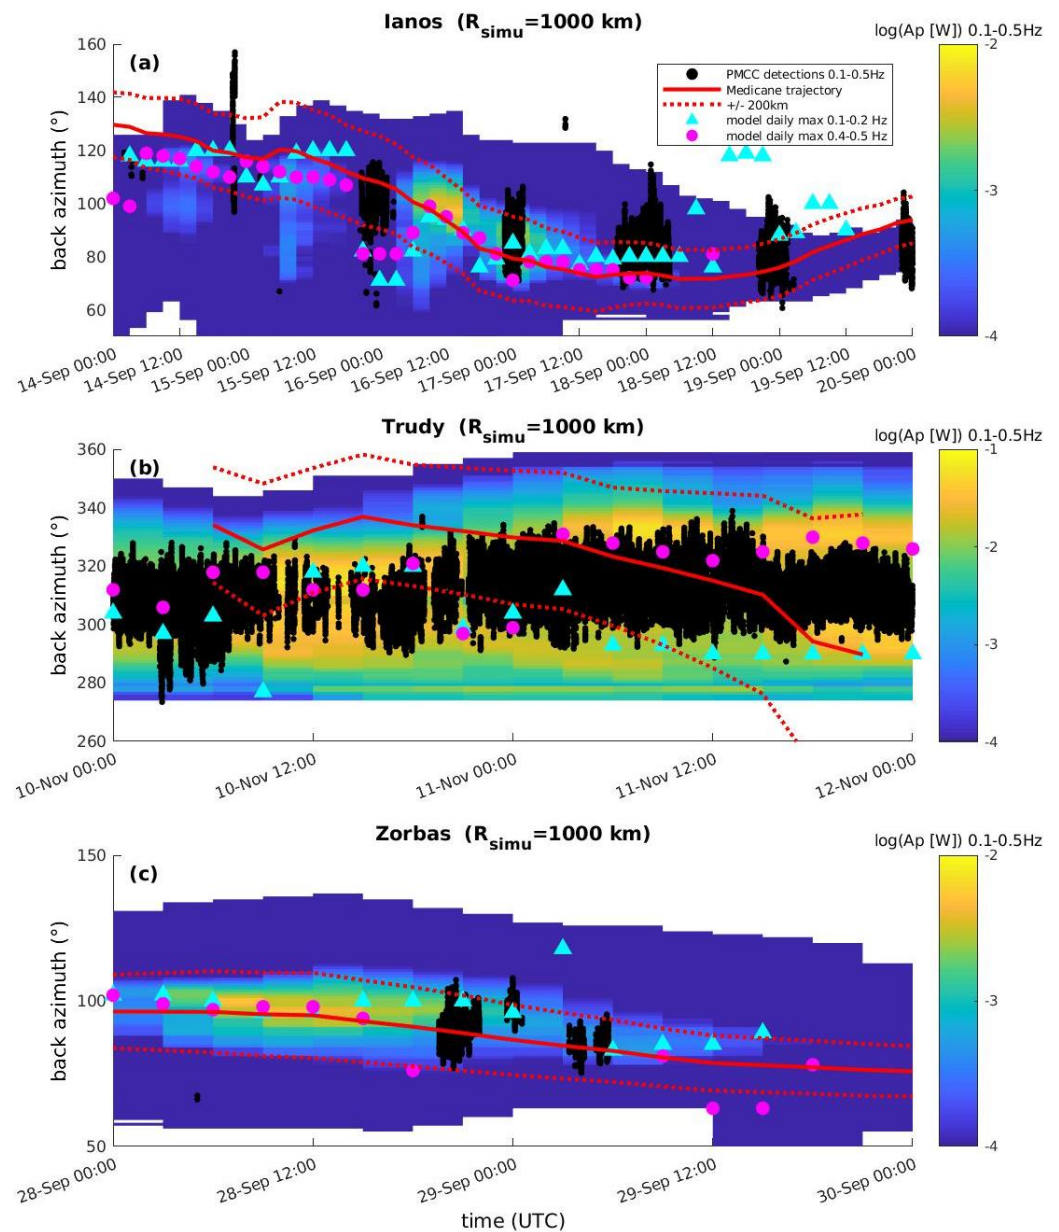 Ianos (R_simu=1000 km)
log(Ap [W]) 0.1-0.5Hz
(a)
PMCC detections 0.1-0.5Hz
Medicane trajectory
+/- 200km
model daily max 0.1-0.2 Hz
model daily max 0.4-0.5 Hz
back azimuth (°)
160
140
120
100
80
60
-2
-3
-4
14-Sep 00:00
14-Sep 12:00
15-Sep 00:00
15-Sep 12:00
16-Sep 00:00
16-Sep 12:00
17-Sep 00:00
17-Sep 12:00
18-Sep 00:00
18-Sep 12:00
19-Sep 00:00
19-Sep 12:00
20-Sep 00:00
Trudy (R_simu=1000 km)
log(Ap [W]) 0.1-0.5Hz
(b)
back azimuth (°)
360
340
320
300
280
260
-1
-2
-3
-4
10-Nov 00:00
10-Nov 12:00
11-Nov 00:00
11-Nov 12:00
12-Nov 00:00
Zorbas (R_simu=1000 km)
log(Ap [W]) 0.1-0.5Hz
(c)
back azimuth (°)
150
100
50
-2
-3
-4
28-Sep 00:00
28-Sep 12:00
29-Sep 00:00
29-Sep 12:00
30-Sep 00:00
time (UTC)